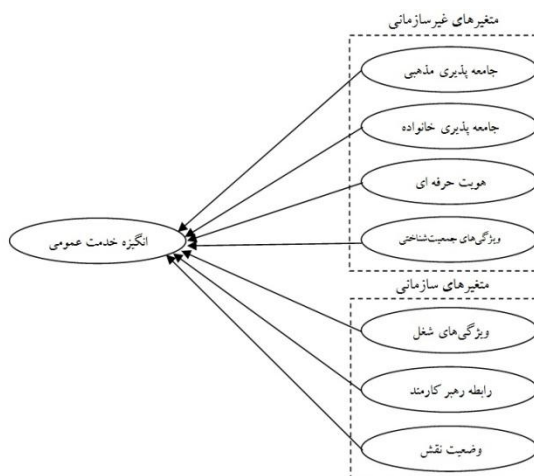 متغیرهای غیرسازمانی
جامعه پذیری مذهبی
جامعه پذیری خانواده
هویت حرفه ای
ویژگی‌های جمعیت‌شناختی
انگیزه خدمت عمومی
متغیرهای سازمانی
ویژگی‌های شغل
رابطه رهبر کارمند
وضعیت نقش